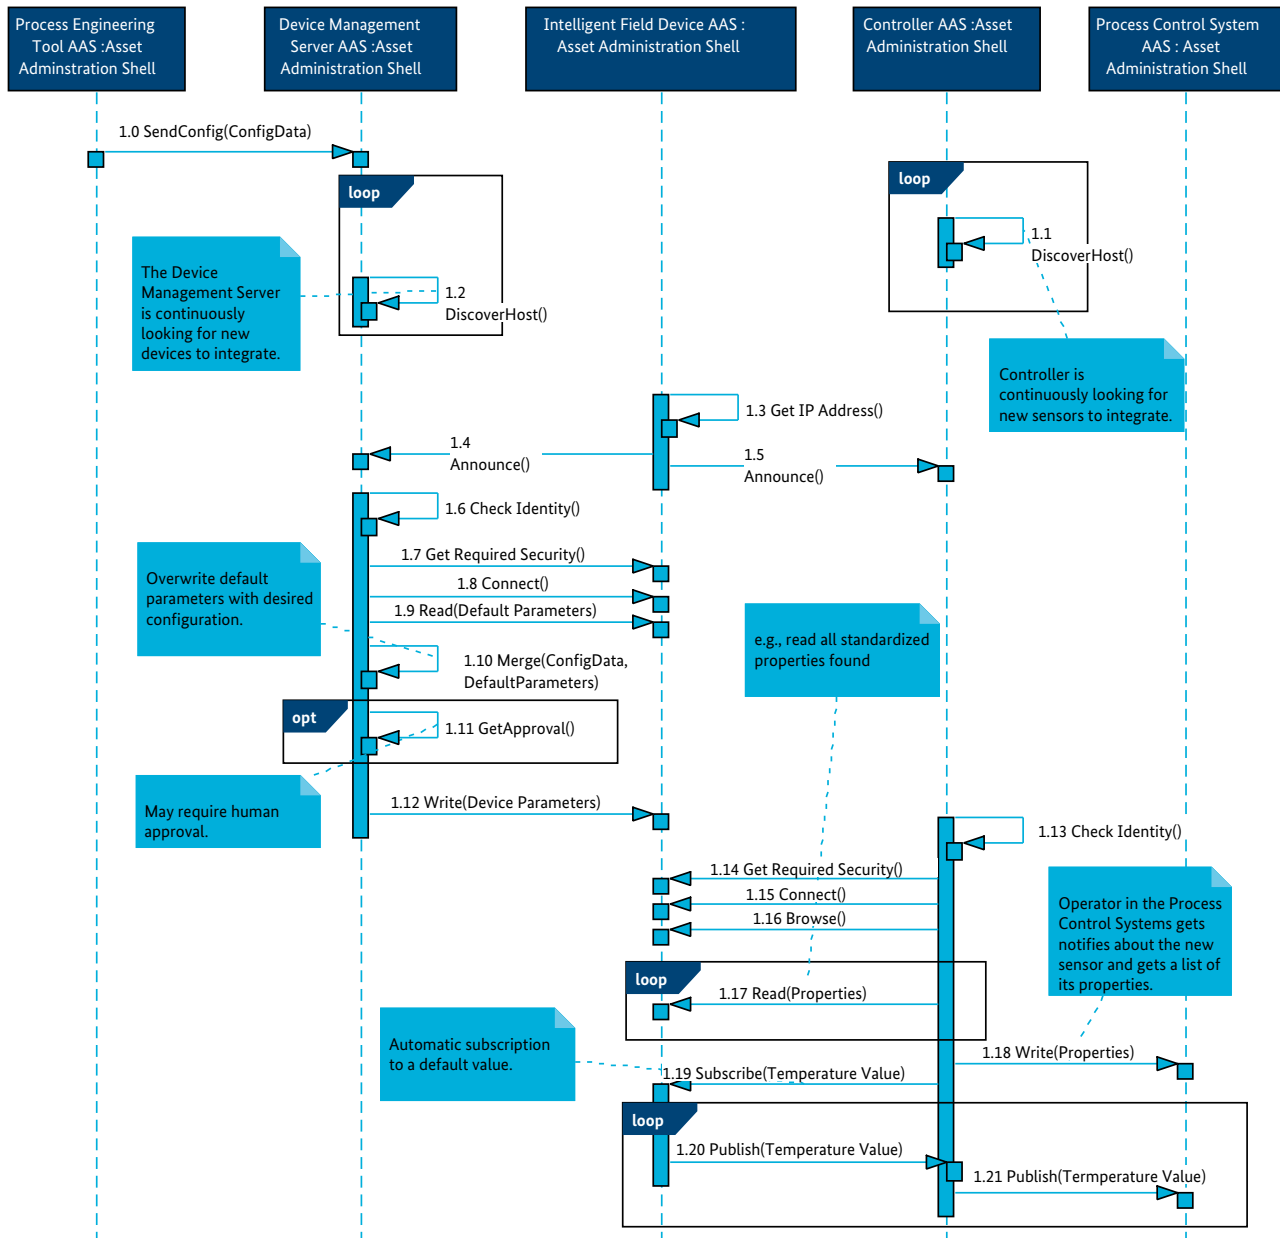 Process Engineering
Tool AAS :Asset
Adminstration Shell
Device Management
Server AAS :Asset
Administration Shell
Intelligent Field Device AAS :
Asset Administration Shell
Controller AAS :Asset
Administration Shell
Process Control System
AAS : Asset
Administration Shell
1.0 SendConfig(ConfigData)
loop
loop
1.1
DiscoverHost()
The Device
Management Server
is continuously
looking for new
devices to integrate.
1.2
DiscoverHost()
Controller is
continuously looking for
new sensors to integrate.
1.3 Get IP Address()
1.4
Announce()
1.5
Announce()
1.6 Check Identity()
1.7 Get Required Security()
Overwrite default
parameters with desired
configuration.
1.8 Connect()
1.9 Read(Default Parameters)
e.g., read all standardized
properties found
1.10 Merge(ConfigData,
DefaultParameters)
opt
1.11 GetApproval()
May require human
approval.
1.12 Write(Device Parameters)
1.13 Check Identity()
1.14 Get Required Security()
1.15 Connect()
1.16 Browse()
Operator in the Process
Control Systems gets
notifies about the new
sensor and gets a list of
its properties.
loop
1.17 Read(Properties)
Automatic subscription
to a default value.
1.18 Write(Properties)
1.19 Subscribe(Temperature Value)
loop
1.20 Publish(Temperature Value)
1.21 Publish(Termperature Value)